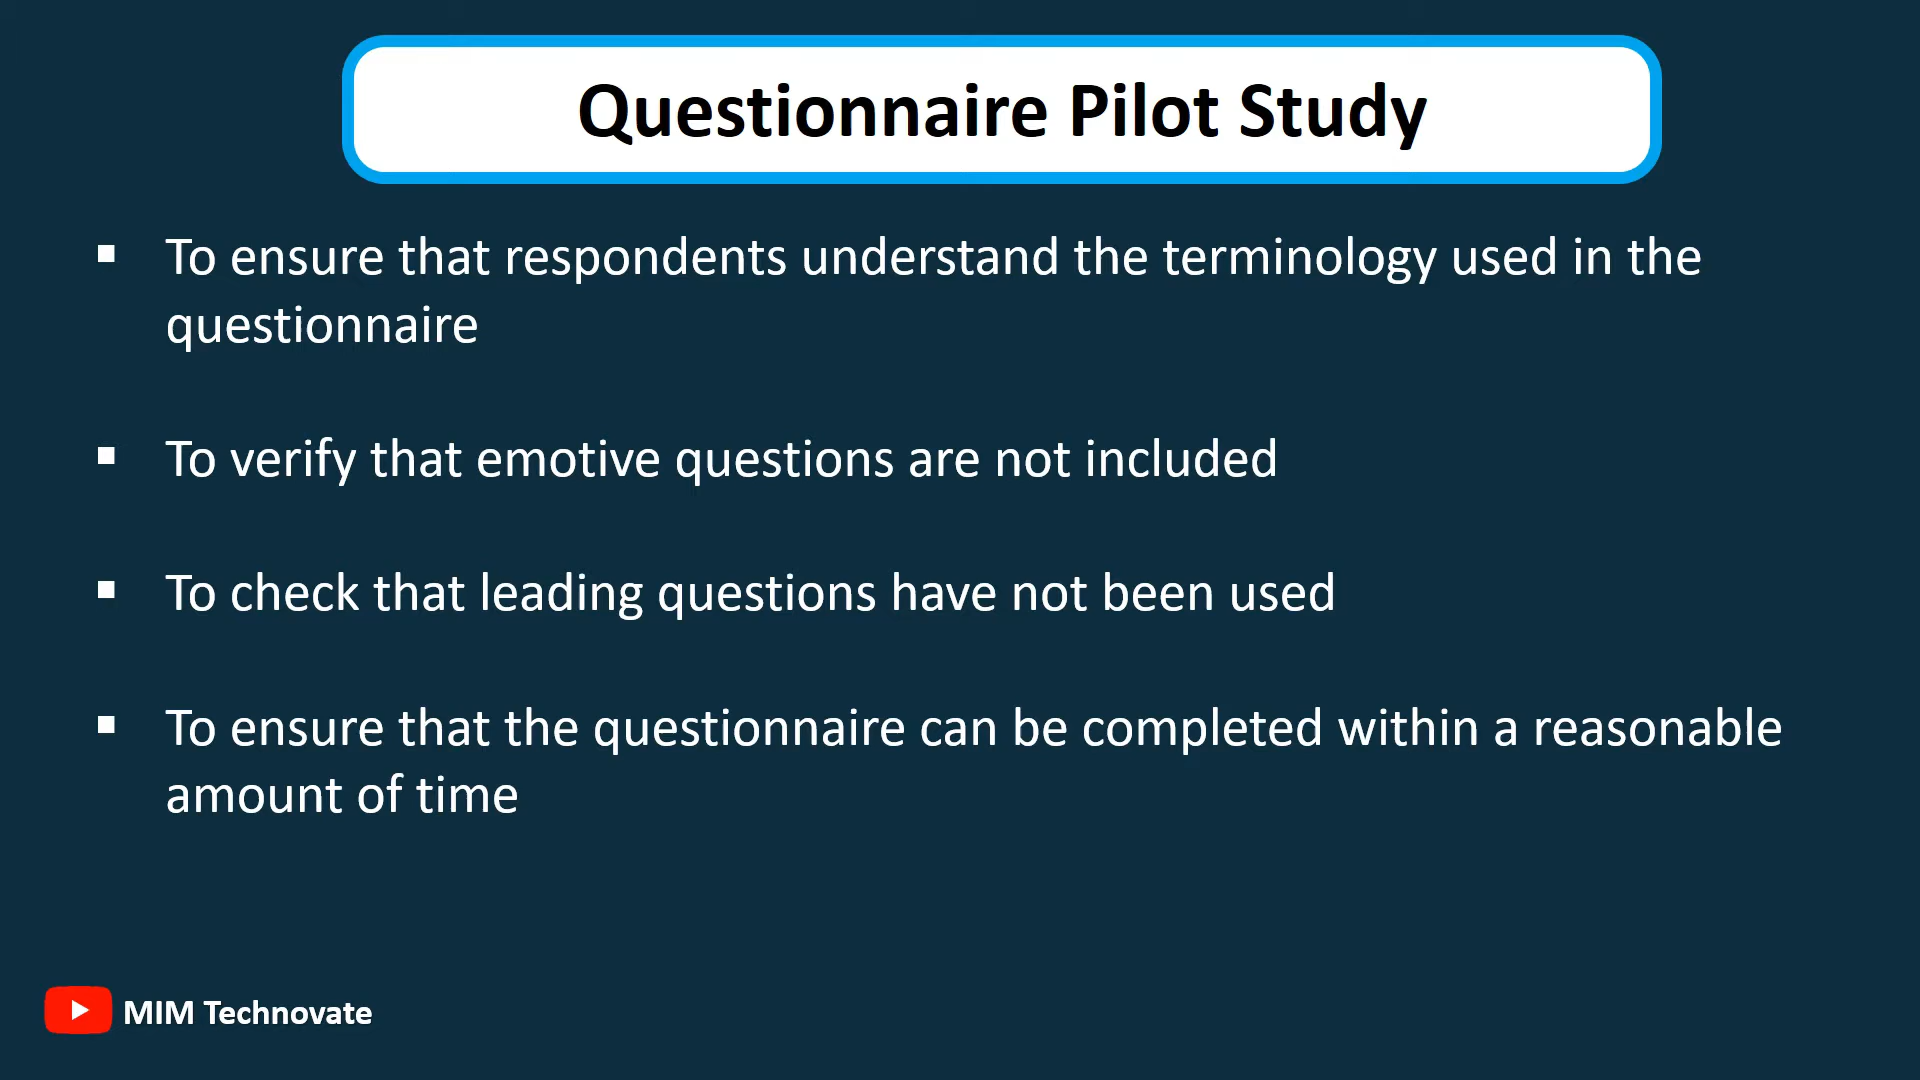 Questionnaire Pilot Study
▪ To ensure that respondents understand the terminology used in the
questionnaire
▪ To verify that emotive questions are not included
▪ To check that leading questions have not been used
▪ To ensure that the questionnaire can be completed within a reasonable
amount of time
MIM Technovate